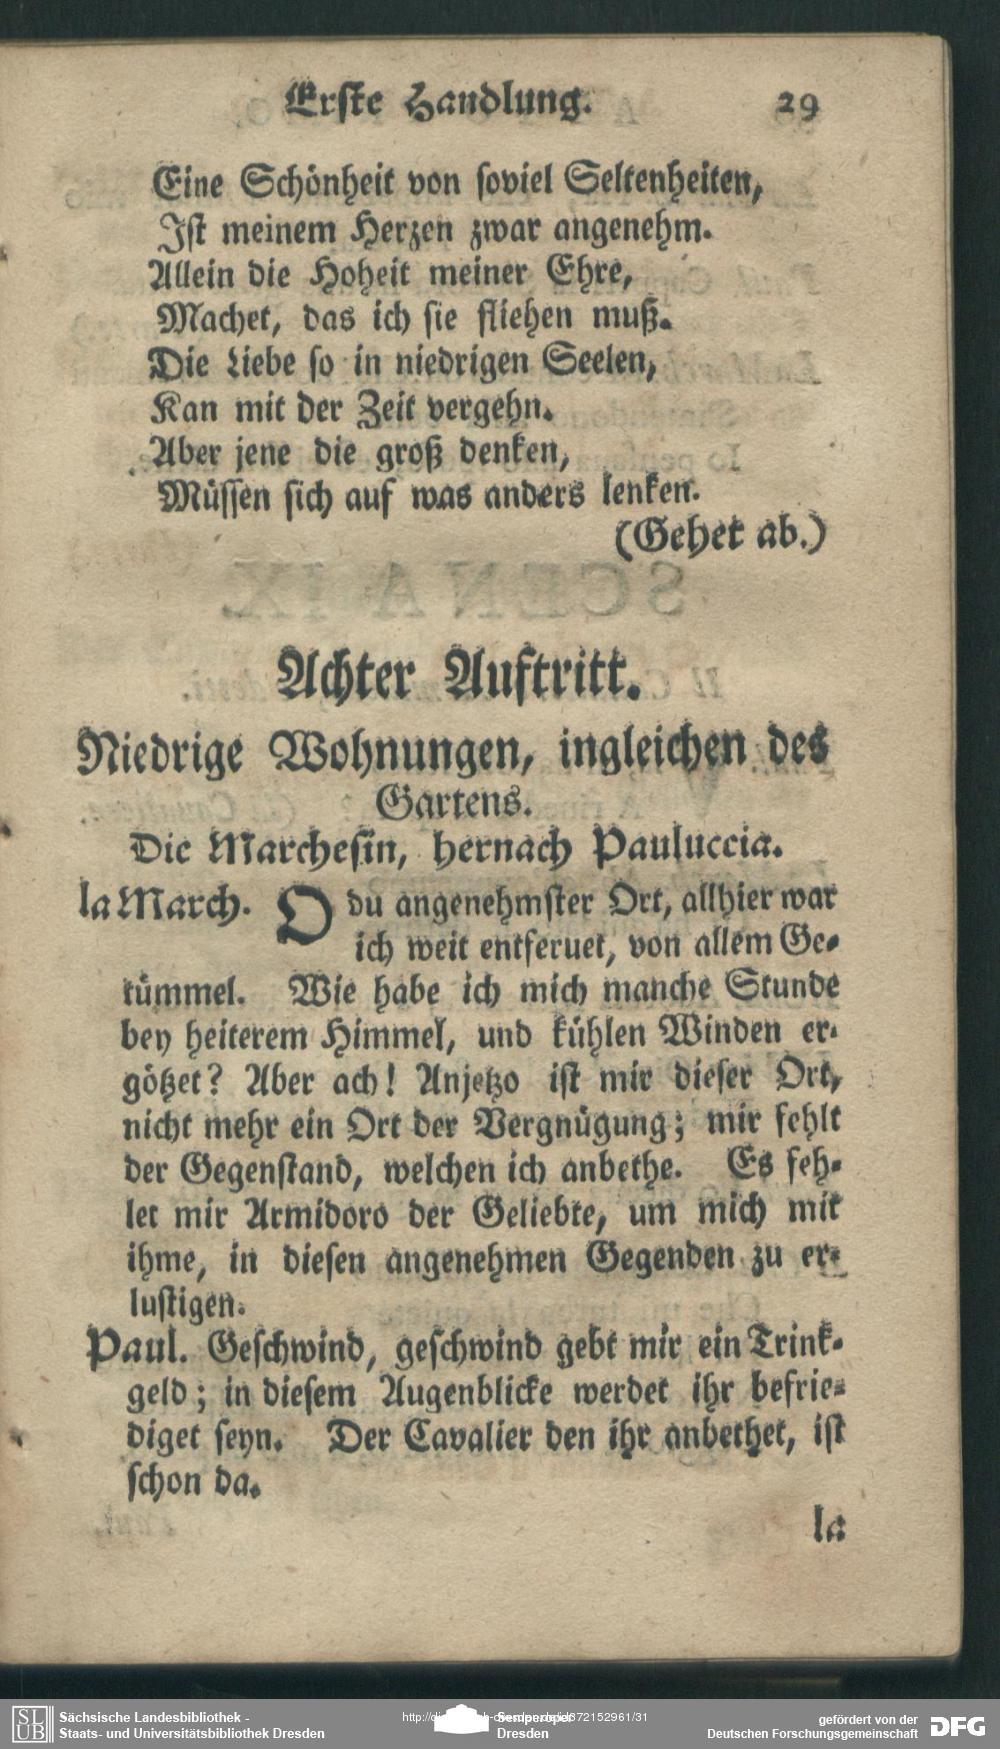 Erste Handlung. 29
Eine Schönheit von soviel Seltenheiten,
Ist meinem Herzen zwar angenehm.
Allein die Hoheit meiner Ehre,
Machet, das ich sie fliehen muß.
Die Liebe so in niedrigen Seelen,
Kan mit der Zeit vergehn.
Aber jene die groß denken,
Müssen sich auf was anders lenken.
(Gehet ab.)
Achter Auftritt.
Niedrige Wohnungen, ingleichen des
Gartens.
Die Marchesin, hernach Pauluccia.
la March. O du angenehmster Ort, allhier war
ich weit entferuet, von allem Ge-
tümmel. Wie habe ich mich manche Stunde
bey heiterem Himmel, und kühlen Winden er-
götzet? Aber ach! Anjetzo ist mir dieser Ort,
nicht mehr ein Ort der Vergnügung; mir fehlt
der Gegenstand, welchen ich anbethe. Es feh-
let mir Armidoro der Geliebte, um mich mit
ihme, in diesen angenehmen Gegenden zu er-
lustigen.
Paul. Geschwind, geschwind gebt mir ein Trink-
geld; in diesem Augenblicke werdet ihr befrie-
diget seyn. Der Cavalier den ihr anbethet, ist
schon da.
la
SLUB
Sächsische Landesbibliothek -
Staats- und Universitätsbibliothek Dresden
Semperoper
Dresden
gefördert von der
Deutschen Forschungsgemeinschaft
DFG